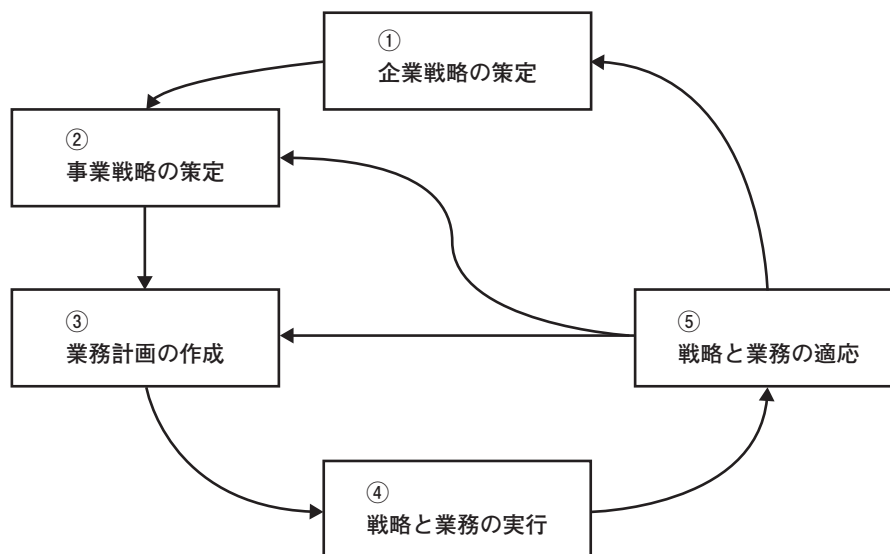 ①
企業戦略の策定
②
事業戦略の策定
③
業務計画の作成
⑤
戦略と業務の適応
④
戦略と業務の実行